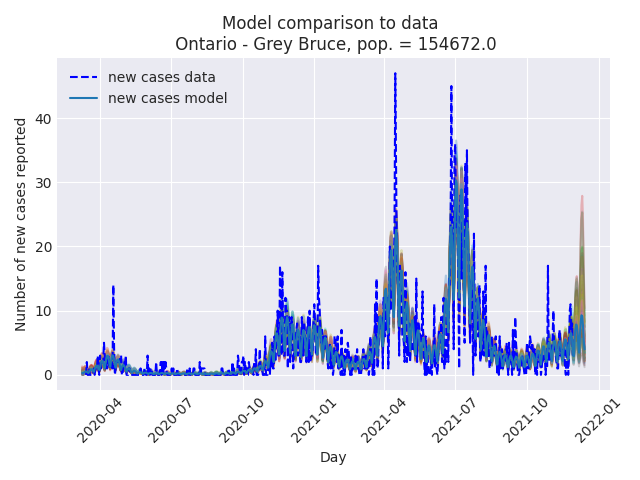 Model comparison to data
Ontario - Grey Bruce, pop. = 154672.0
new cases data
new cases model
Number of new cases reported
40
30
20
10
0
2020-04
2020-07
2020-10
2021-01
2021-04
2021-07
2021-10
2022-01
Day